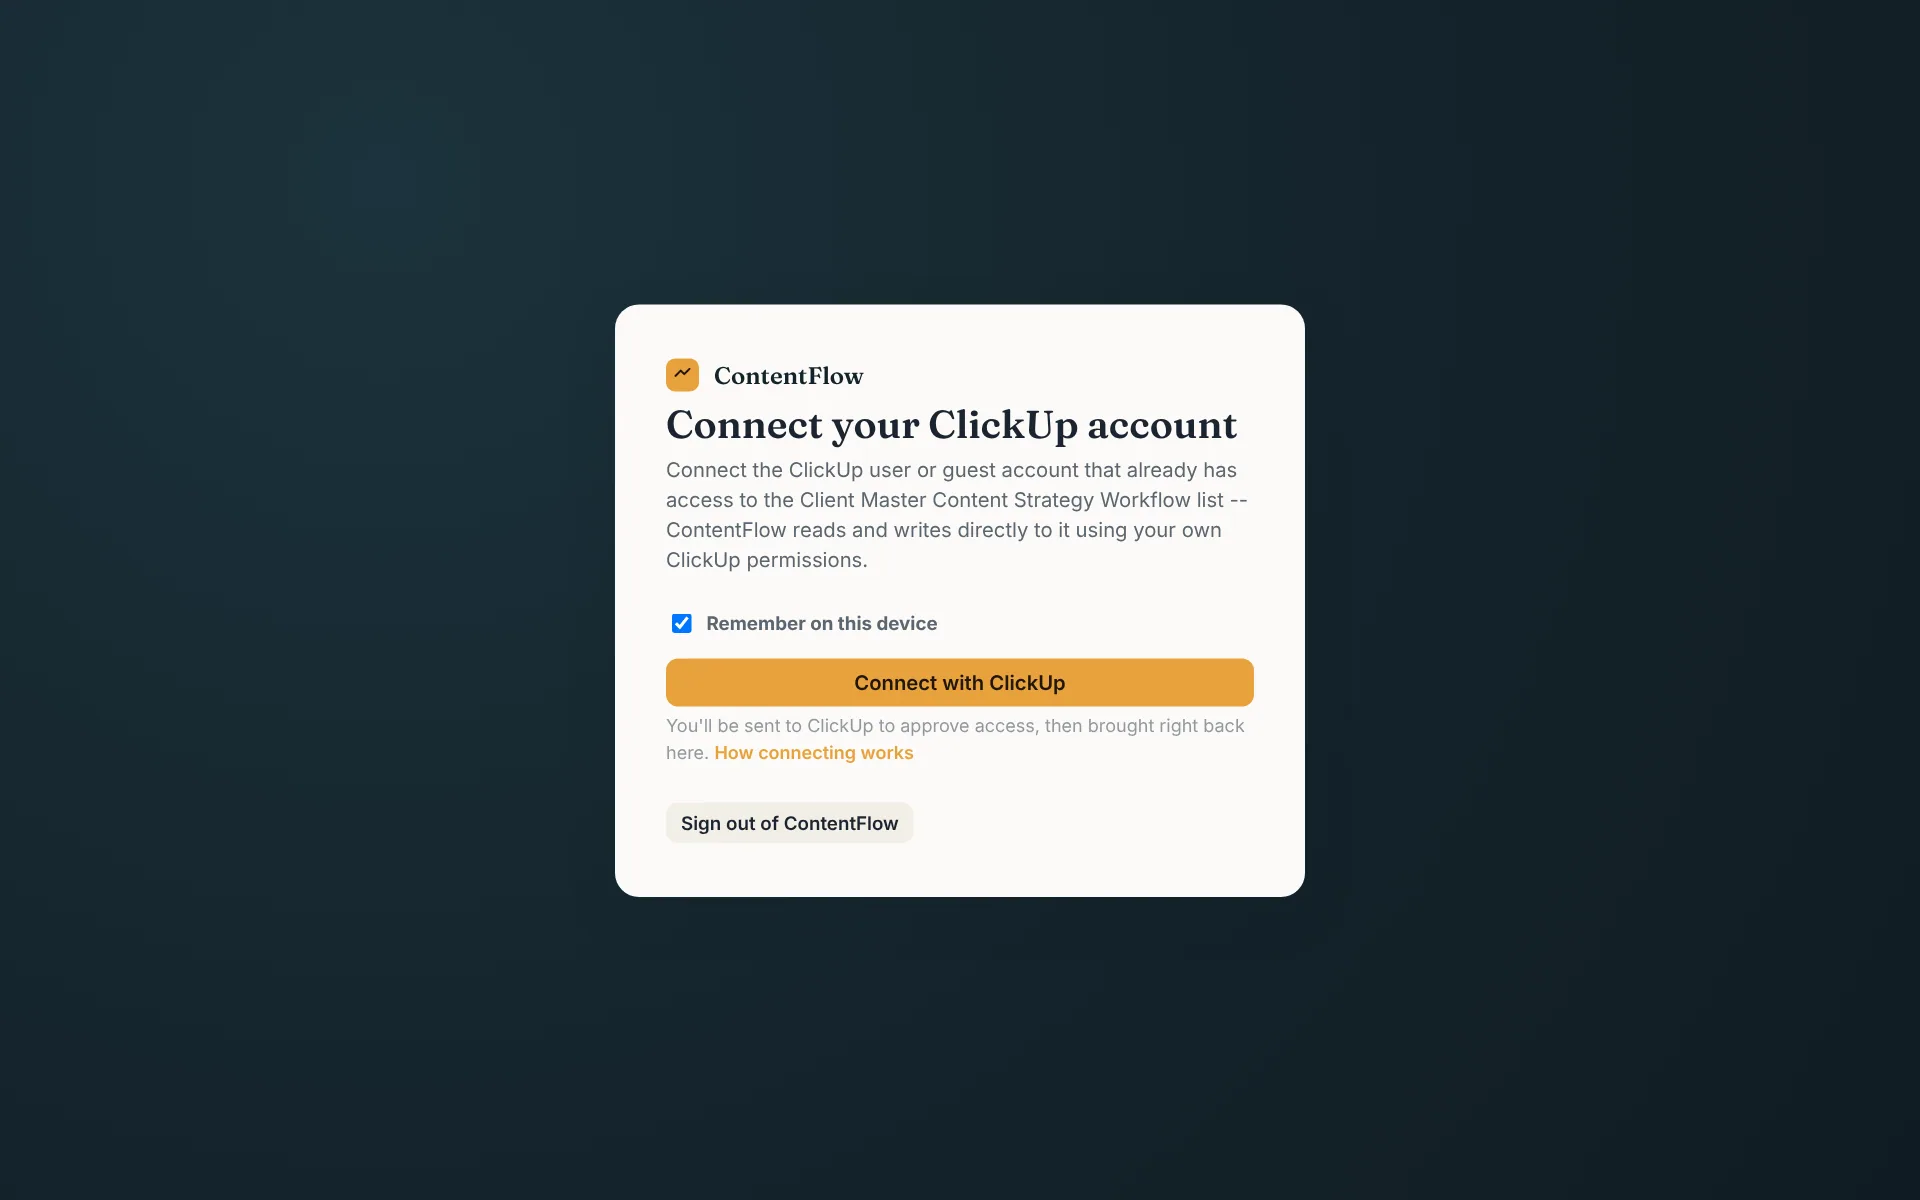 ContentFlow
Connect your ClickUp account
Connect the ClickUp user or guest account that already has
access to the Client Master Content Strategy Workflow list --
ContentFlow reads and writes directly to it using your own
ClickUp permissions.
Remember on this device
Connect with ClickUp
You'll be sent to ClickUp to approve access, then brought right back
here. How connecting works
Sign out of ContentFlow